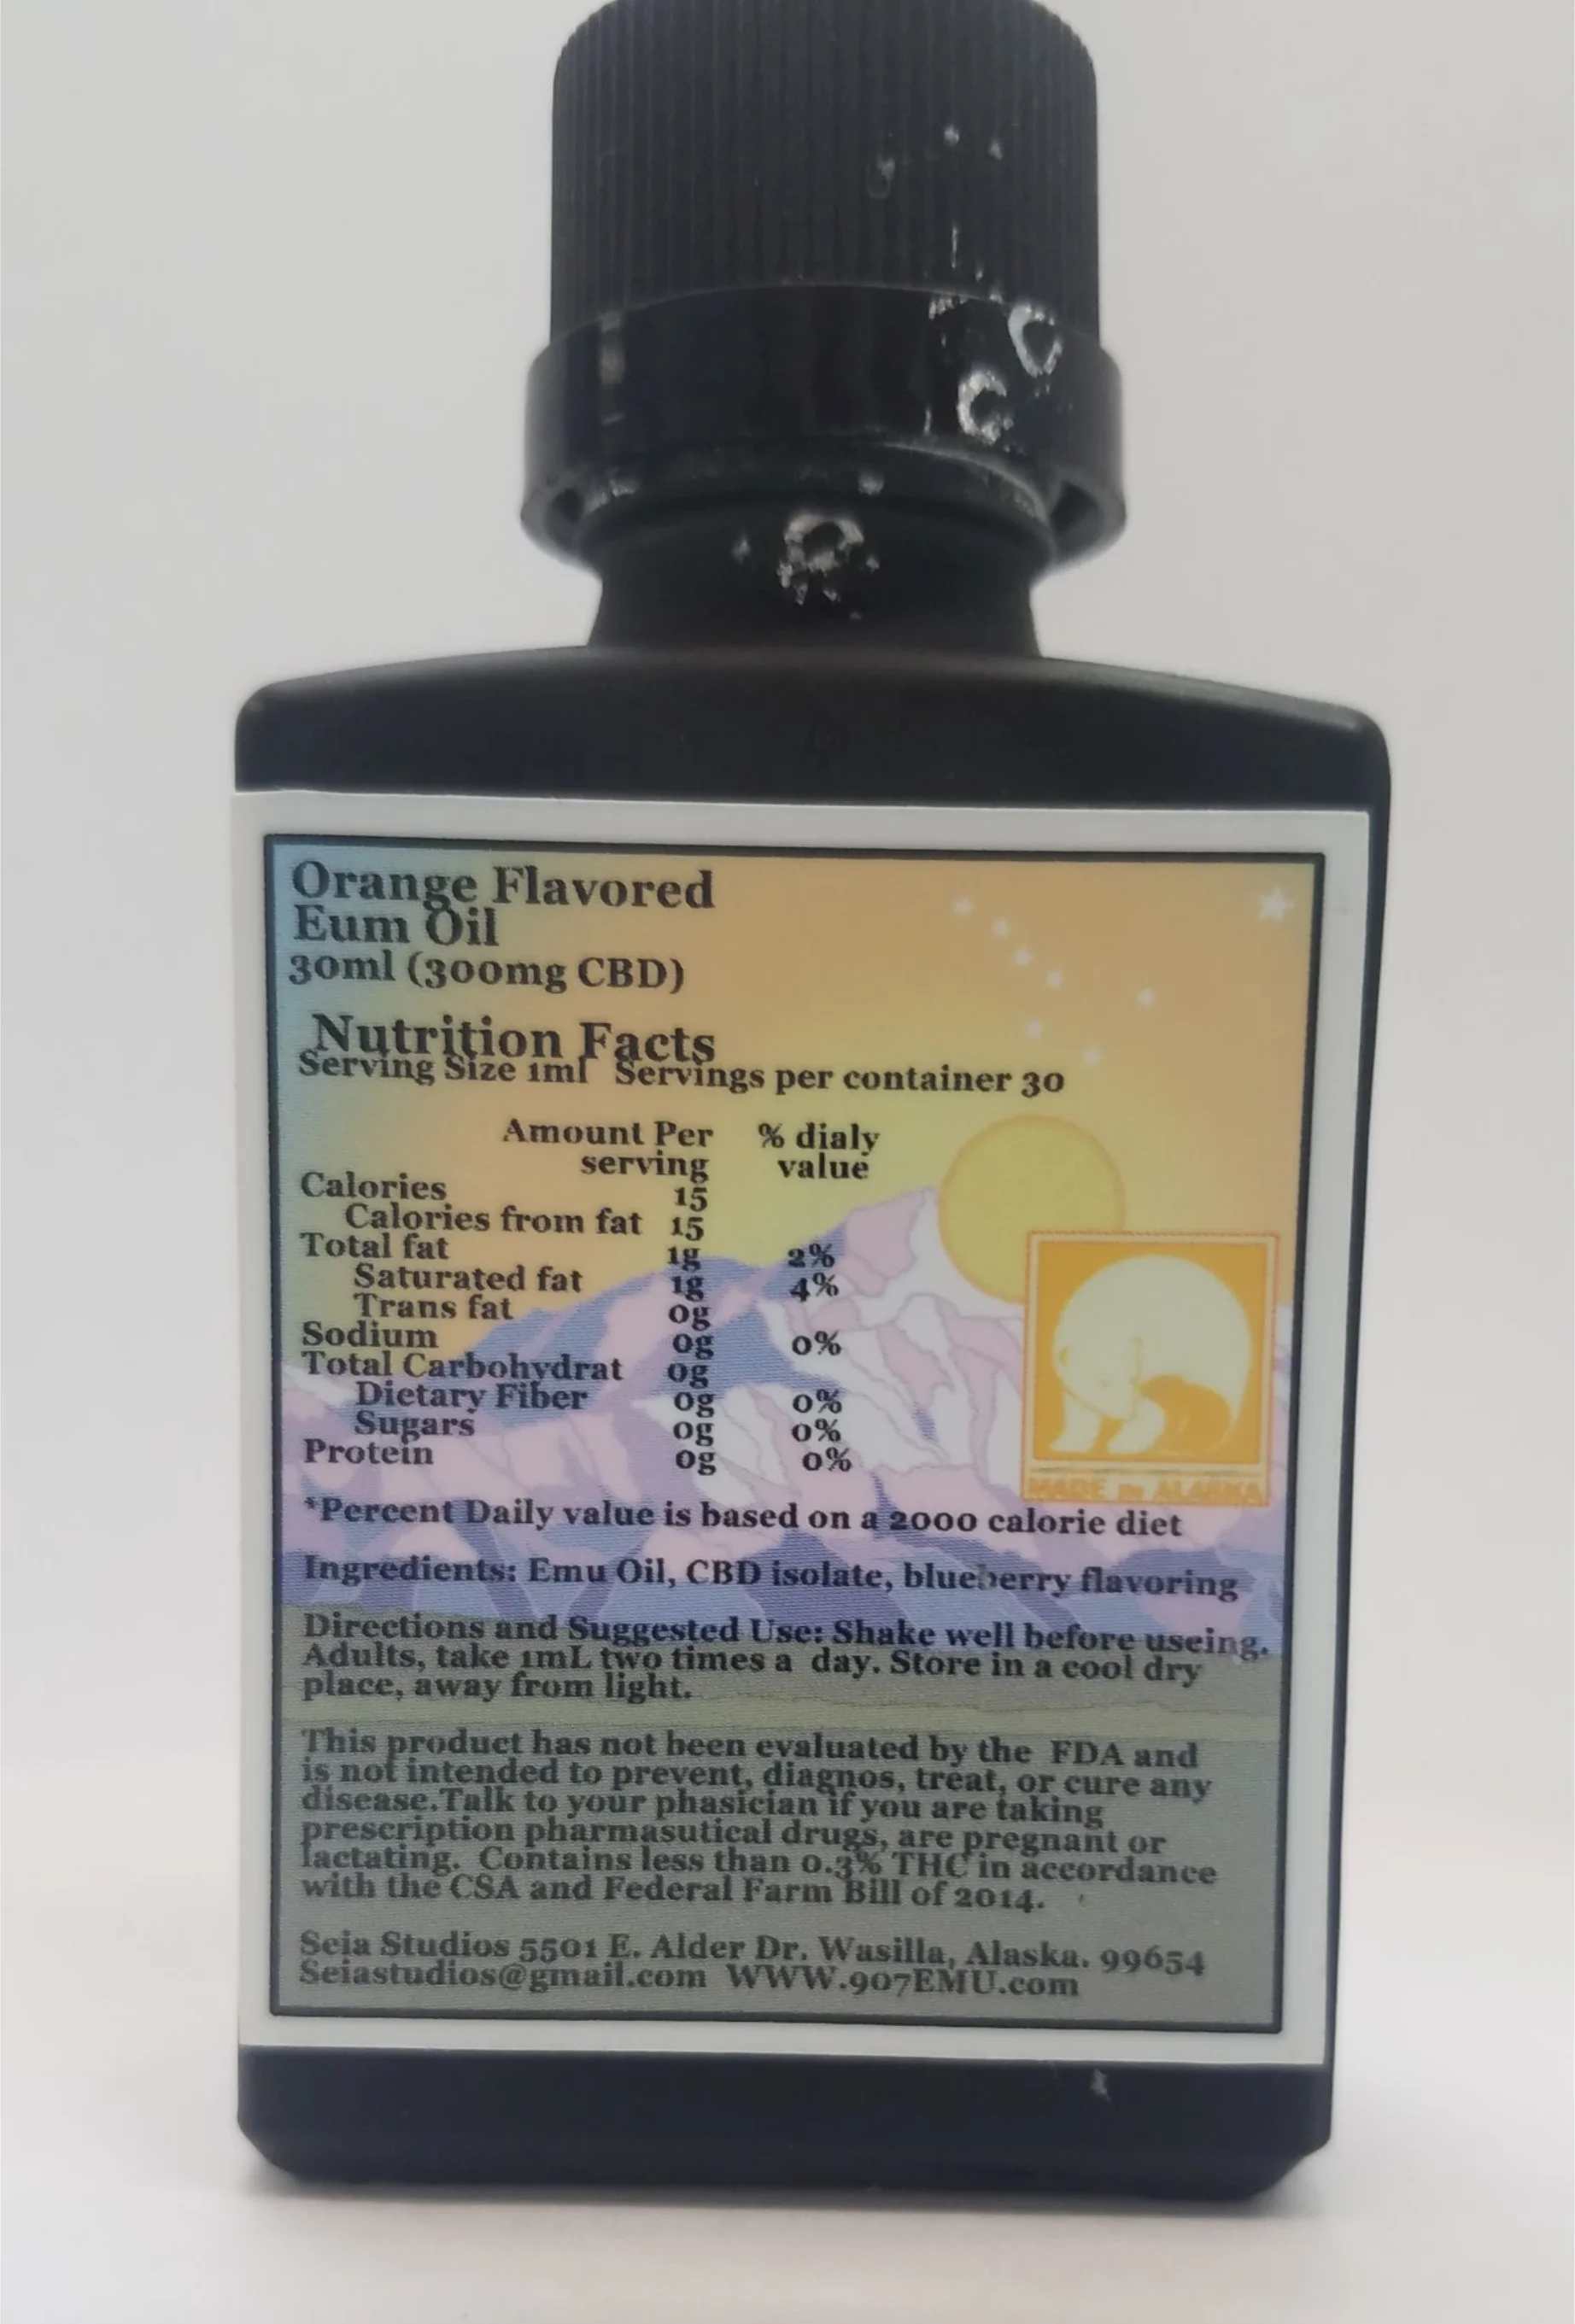 Orange Flavored
Eum Oil
30ml (300mg CBD)
Nutrition Facts
Serving Size 1ml Servings per container 30
Amount Per % dialy
serving value
Calories 15
Calories from fat 15
Total fat 1g 2%
Saturated fat 1g 4%
Trans fat 0g
Sodium 0g 0%
Total Carbohydrat 0g
Dietary Fiber 0g 0%
Sugars 0g 0%
Protein 0g 0%
MADE in ALASKA
*Percent Daily value is based on a 2000 calorie diet
Ingredients: Emu Oil, CBD isolate, blueberry flavoring
Directions and Suggested Use: Shake well before useing.
Adults, take 1mL two times a day. Store in a cool dry
place, away from light.
This product has not been evaluated by the FDA and
is not intended to prevent, diagnos, treat, or cure any
disease.Talk to your phasician if you are taking
prescription pharmasutical drugs, are pregnant or
lactating. Contains less than 0.3% THC in accordance
with the CSA and Federal Farm Bill of 2014.
Seia Studios 5501 E. Alder Dr. Wasilla, Alaska. 99654
Seiastudios@gmail.com WWW.907EMU.com